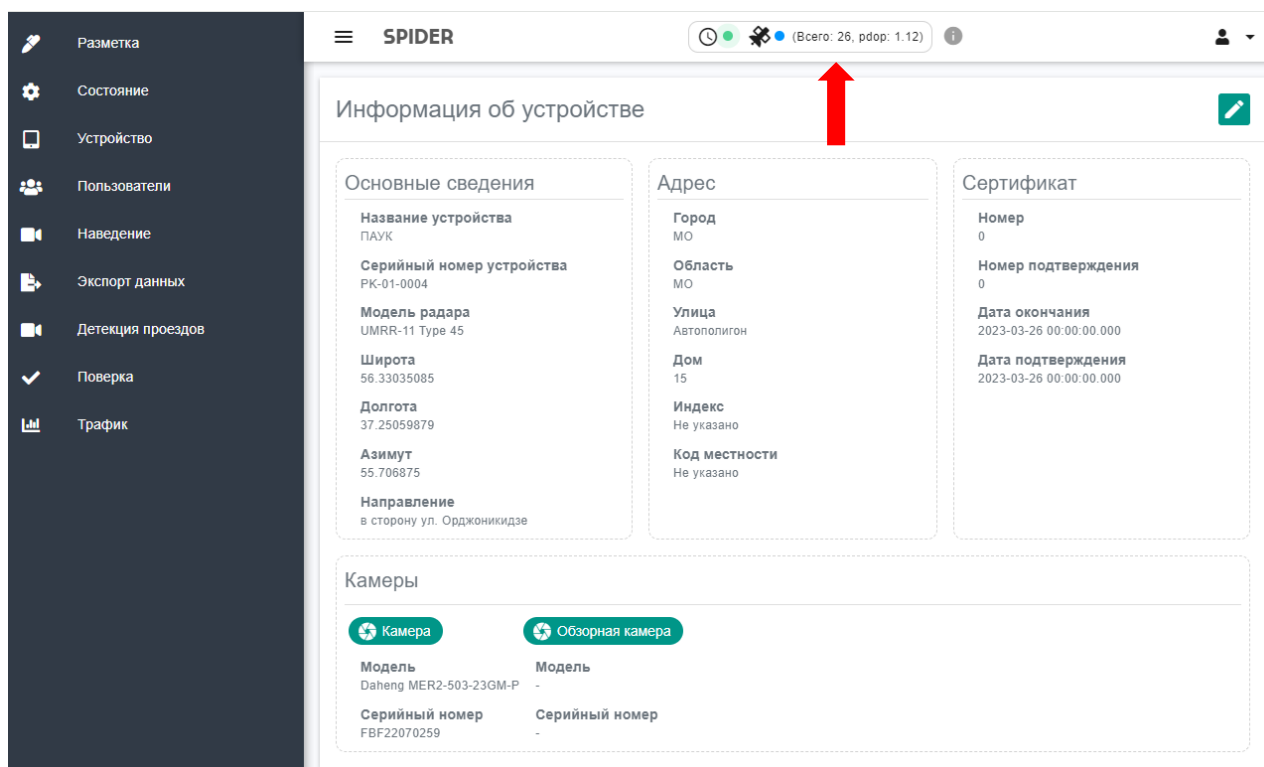 Разметка
Состояние
Устройство
Пользователи
Наведение
Экспорт данных
Детекция проездов
Поверка
Трафик
SPIDER
(Всего: 26, pdop: 1.12)
Информация об устройстве
Основные сведения
Название устройства
ПАУК
Серийный номер устройства
РК-01-0004
Модель радара
UMRR-11 Type 45
Широта
56.33035085
Долгота
37.25059879
Азимут
55.706875
Направление
в сторону ул. Орджоникидзе
Адрес
Город
МО
Область
МО
Улица
Автополигон
Дом
15
Индекс
Не указано
Код местности
Не указано
Сертификат
Номер
0
Номер подтверждения
0
Дата окончания
2023-03-26 00:00:00.000
Дата подтверждения
2023-03-26 00:00:00.000
Камеры
Камера
Модель
Daheng MER2-503-23GM-P
Серийный номер
FBF22070259
Обзорная камера
Модель
-
Серийный номер
-